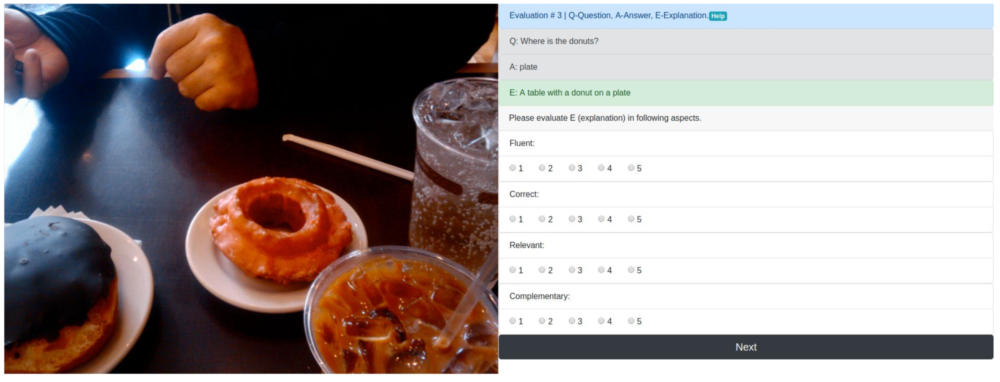 Evaluation # 3 | Q-Question, A-Answer, E-Explanation. Help
Q: Where is the donuts?
A: plate
E: A table with a donut on a plate
Please evaluate E (explanation) in following aspects.
Fluent:
1 2 3 4 5
Correct:
1 2 3 4 5
Relevant:
1 2 3 4 5
Complementary:
1 2 3 4 5
Next